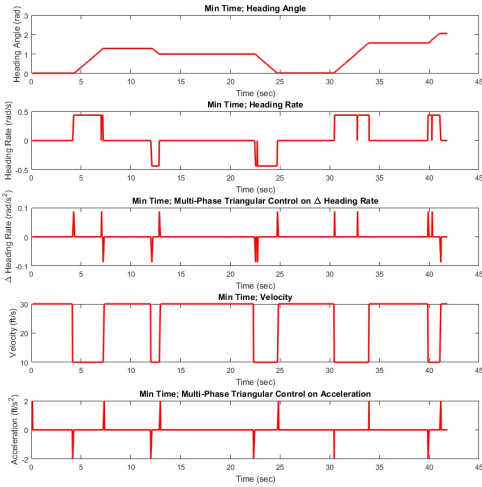 Min Time; Heading Angle
Heading Angle (rad)
3
2
1
0
0 5 10 15 20 25 30 35 40 45
Time (sec)
Min Time; Heading Rate
Heading Rate (rad/s)
0.5
0
-0.5
0 5 10 15 20 25 30 35 40 45
Time (sec)
Min Time; Multi-Phase Triangular Control on Δ Heading Rate
Δ Heading Rate (rad/s²)
0.1
0
-0.1
0 5 10 15 20 25 30 35 40 45
Time (sec)
Min Time; Velocity
Velocity (ft/s)
30
20
10
0 5 10 15 20 25 30 35 40 45
Time (sec)
Min Time; Multi-Phase Triangular Control on Acceleration
Acceleration (ft/s²)
2
0
-2
0 5 10 15 20 25 30 35 40 45
Time (sec)